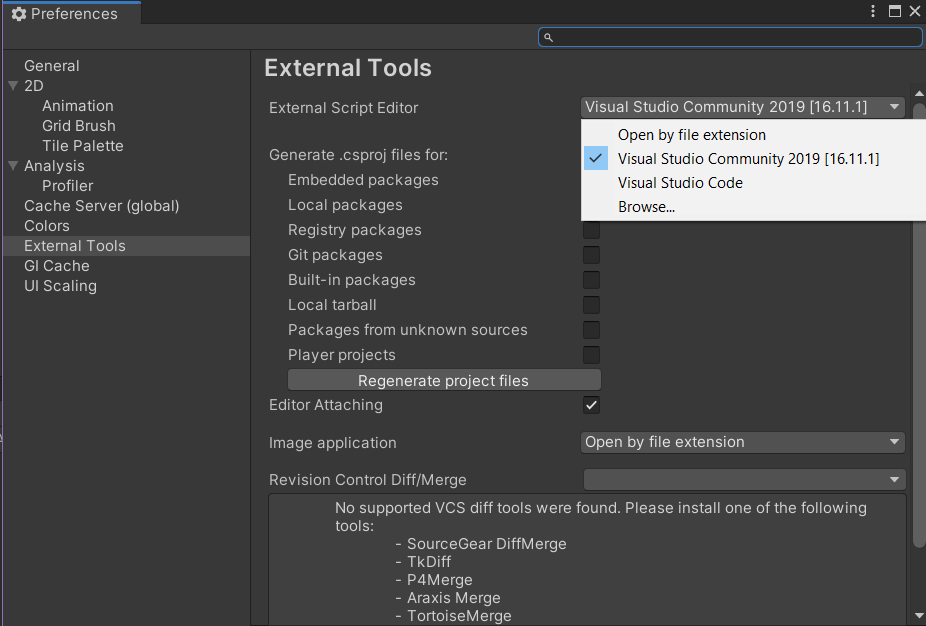 Preferences
General
2D
Animation
Grid Brush
Tile Palette
Analysis
Profiler
Cache Server (global)
Colors
External Tools
GI Cache
UI Scaling
External Tools
External Script Editor
Visual Studio Community 2019 [16.11.1]
Open by file extension
Visual Studio Community 2019 [16.11.1]
Visual Studio Code
Browse...
Generate .csproj files for:
Embedded packages
Local packages
Registry packages
Git packages
Built-in packages
Local tarball
Packages from unknown sources
Player projects
Regenerate project files
Editor Attaching
Image application
Open by file extension
Revision Control Diff/Merge
No supported VCS diff tools were found. Please install one of the following
tools:
- SourceGear DiffMerge
- TkDiff
- P4Merge
- Araxis Merge
- TortoiseMerge